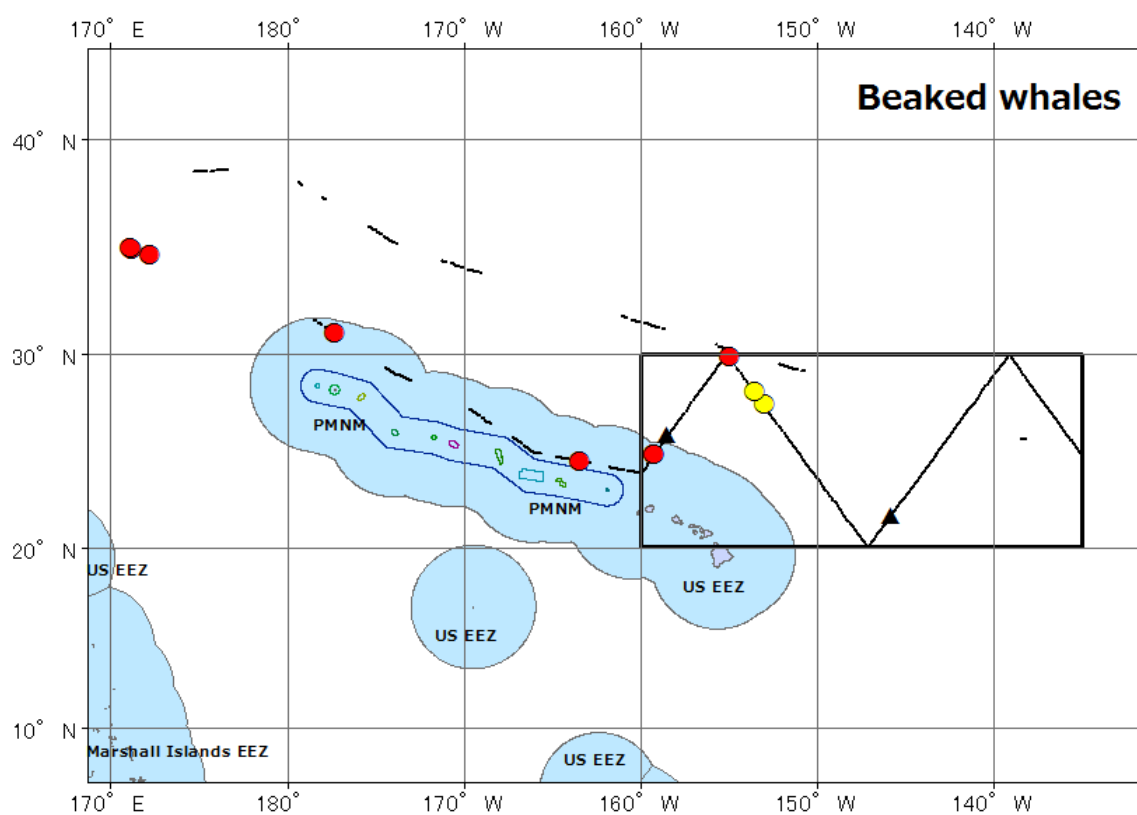 170° E 180° 170° W 160° W 150° W 140° W
Beaked whales
40° N
30° N
PMNM
PMNM
20° N
US EEZ
US EEZ
US EEZ
10° N
Marshall Islands EEZ
US EEZ
170° E 180° 170° W 160° W 150° W 140° W